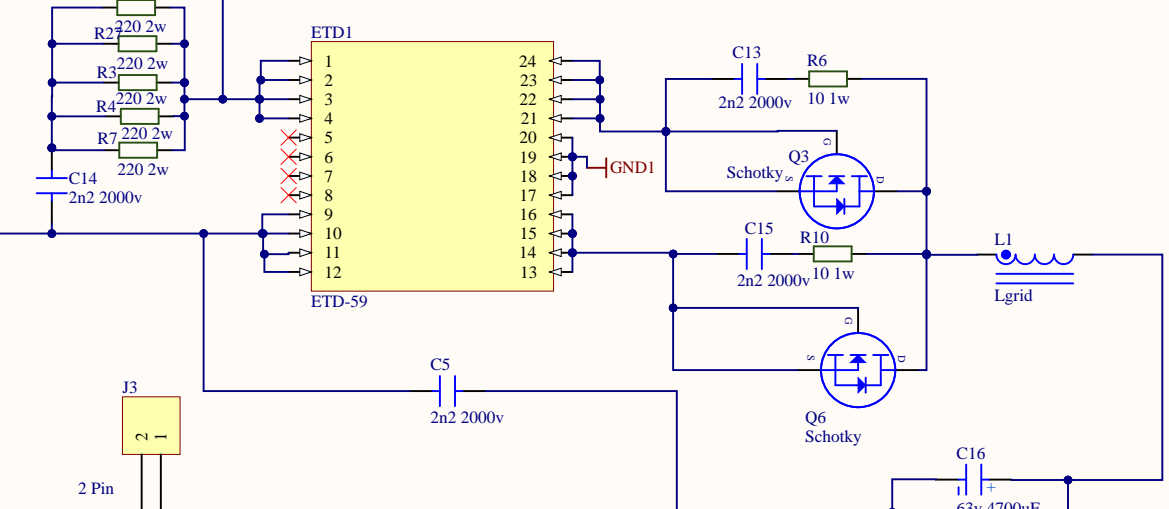 220 2w
R27
220 2w
R3
220 2w
R4
220 2w
R7
220 2w
C14
2n2 2000v
ETD1
1
2
3
4
5
6
7
8
9
10
11
12
24
23
22
21
20
19
18
17
16
15
14
13
ETD-59
GND1
C13
2n2 2000v
R6
10 1w
Q3
Schotky
G
S
D
C15
2n2 2000v
R10
10 1w
G
S
D
Q6
Schotky
L1
Lgrid
C5
2n2 2000v
J3
2
1
2 Pin
C16
+
63v 4700uF